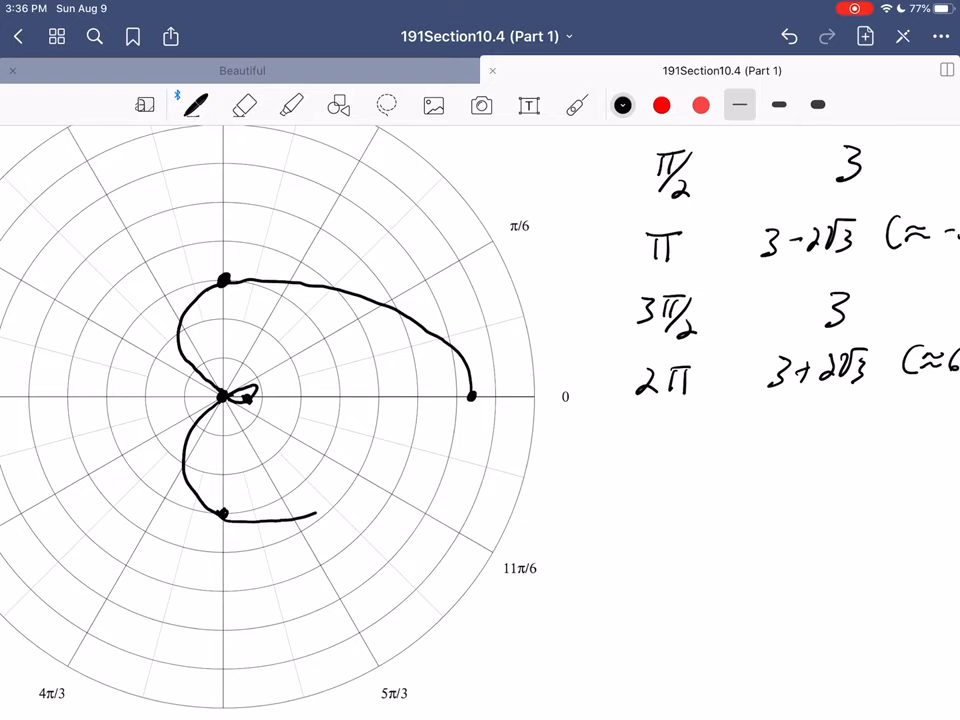 3:36 PM Sun Aug 9
77%
191Section10.4 (Part 1)
Beautiful
191Section10.4 (Part 1)
T
π/2 3
π 3-2√3 (≈ -
3π/2 3
2π 3+2√3 (≈6
π/6
0
11π/6
4π/3
5π/3